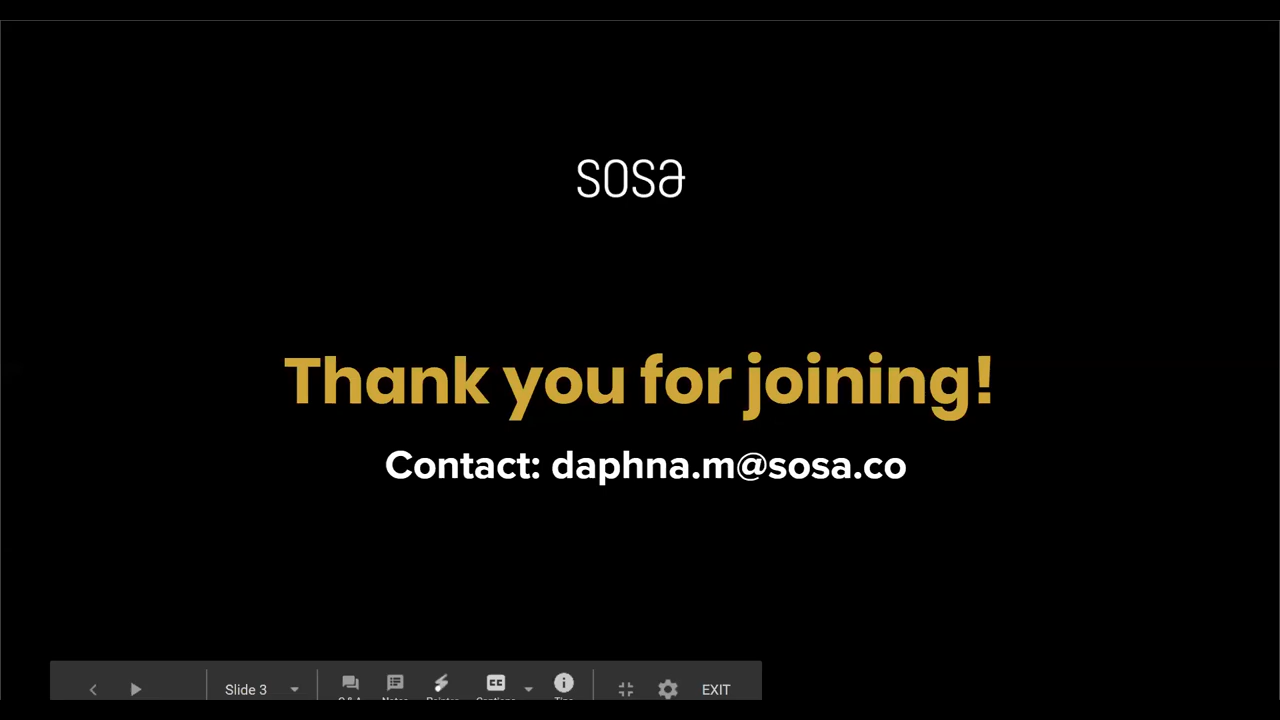 sosa
Thank you for joining!
Contact: daphna.m@sosa.co
Slide 3
EXIT